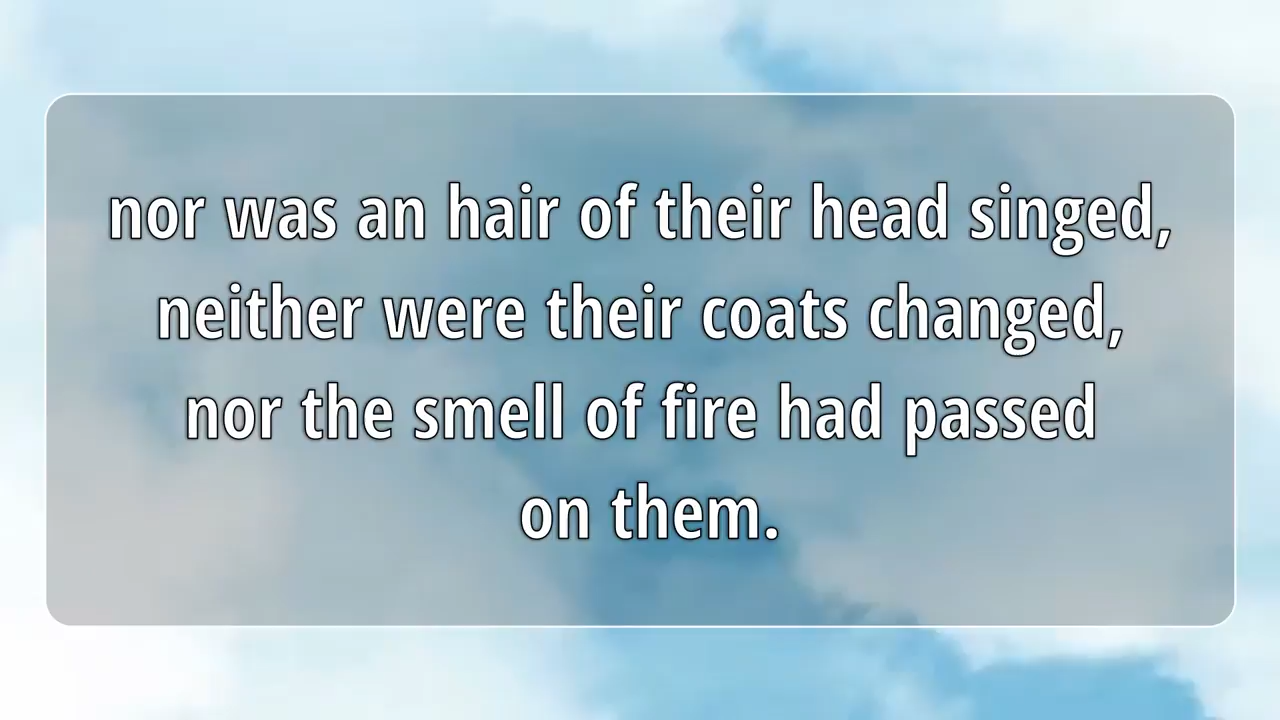 nor was an hair of their head singed,
neither were their coats changed,
nor the smell of fire had passed
on them.